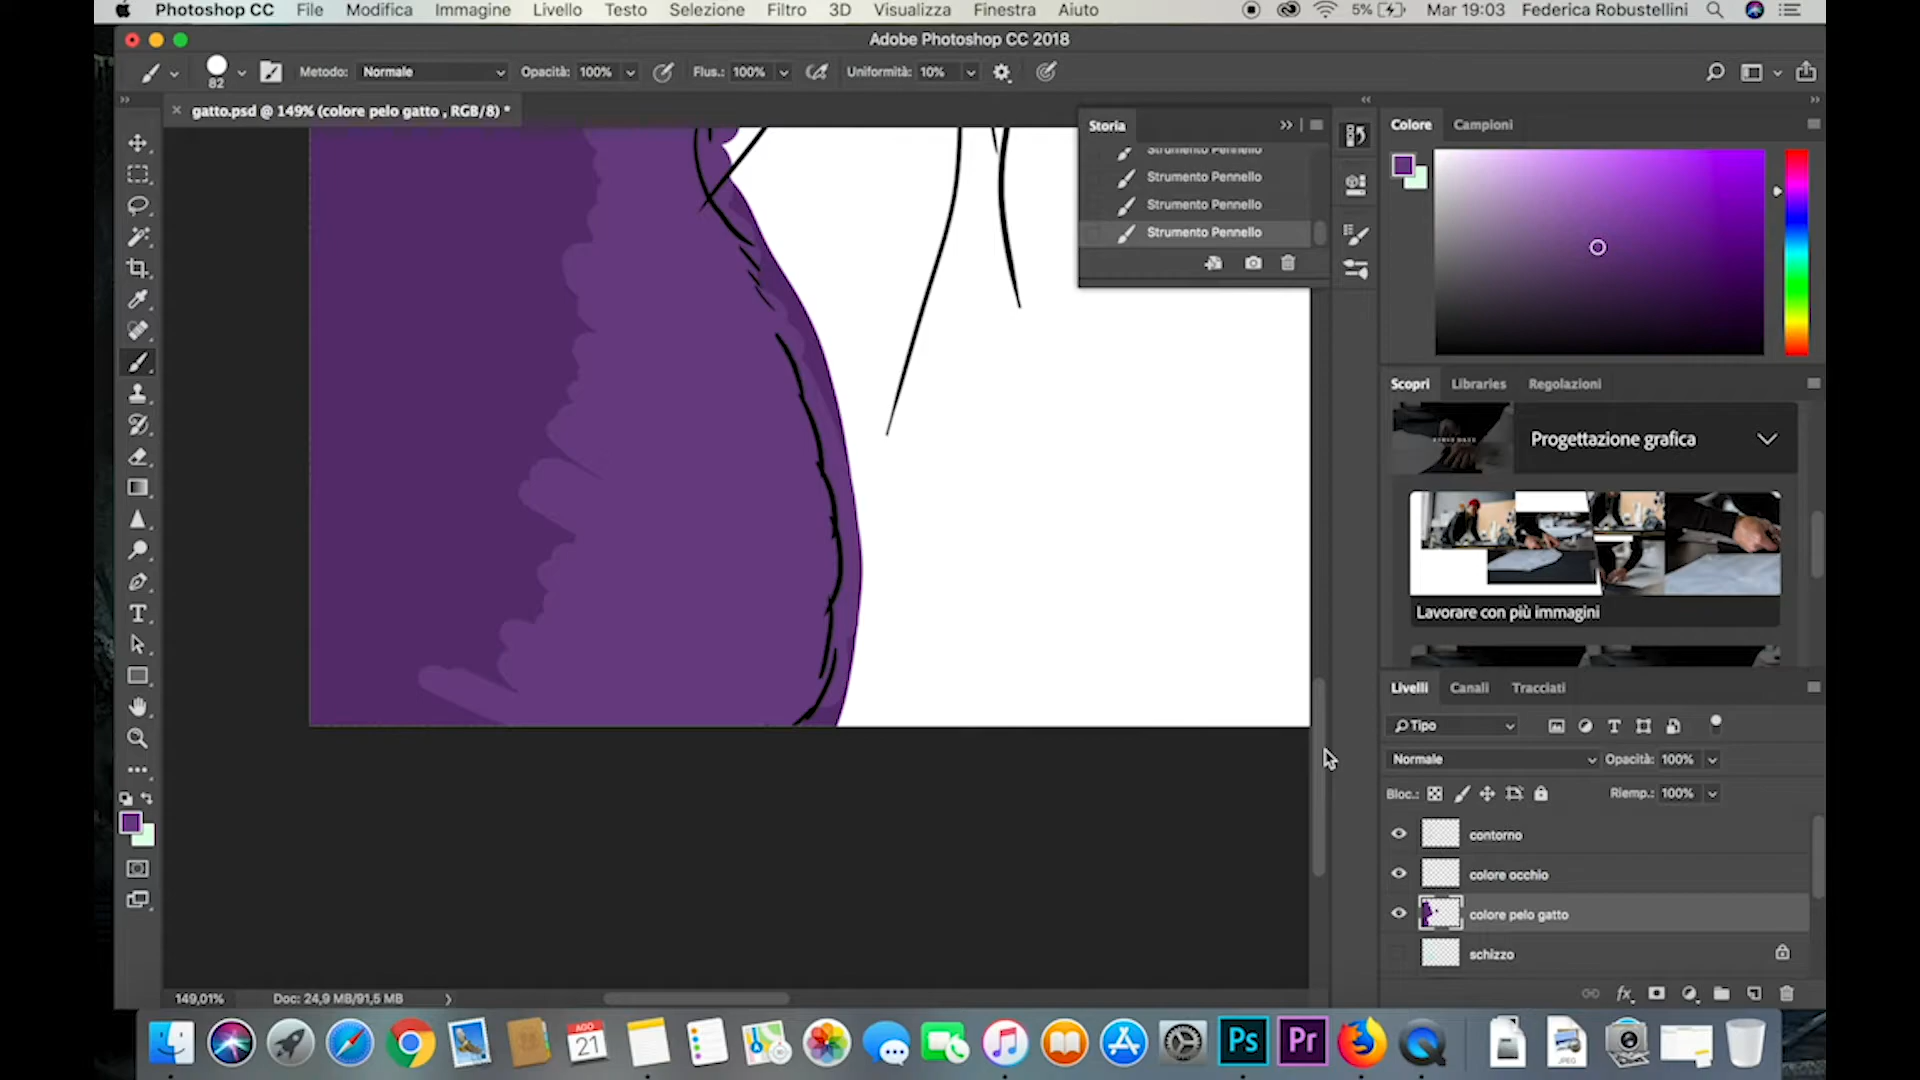 Photoshop CC File Modifica Immagine Livello Testo Selezione Filtro 3D Visualizza Finestra Aiuto 5% Mar 19:03 Federica Robustellini
Adobe Photoshop CC 2018
82 Metodo: Normale Opacità: 100% Flus.: 100% Uniformità: 10%
gatto.psd @ 149% (colore pelo gatto , RGB/8) *
Storia
Strumento Pennello
Strumento Pennello
Strumento Pennello
Strumento Pennello
Colore Campioni
Scopri Libraries Regolazioni
Progettazione grafica
Lavorare con più immagini
Livelli Canali Tracciati
Tipo
Normale Opacità: 100%
Bloc.: Riemp.: 100%
contorno
colore occhio
colore pelo gatto
schizzo
149,01% Doc: 24,9 MB/91,5 MB
AGO
21
Ps Pr
JPEG